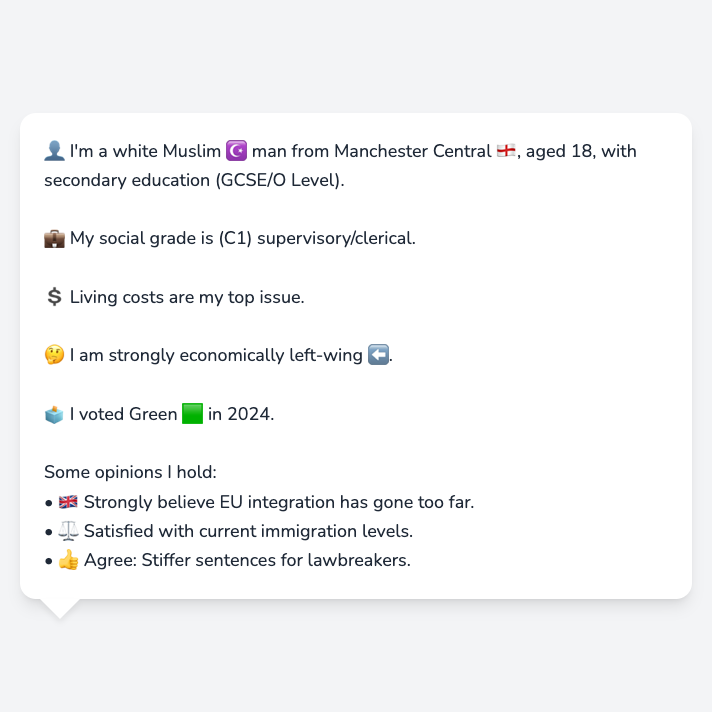 👤 I'm a white Muslim ☪️ man from Manchester Central 🏴󠁧󠁢󠁥󠁮󠁧󠁿, aged 18, with
secondary education (GCSE/O Level).
💼 My social grade is (C1) supervisory/clerical.
💲 Living costs are my top issue.
🤔 I am strongly economically left-wing ⬅️.
🗳️ I voted Green 🟩 in 2024.
Some opinions I hold:
• 🇬🇧 Strongly believe EU integration has gone too far.
• ⚖️ Satisfied with current immigration levels.
• 👍 Agree: Stiffer sentences for lawbreakers.